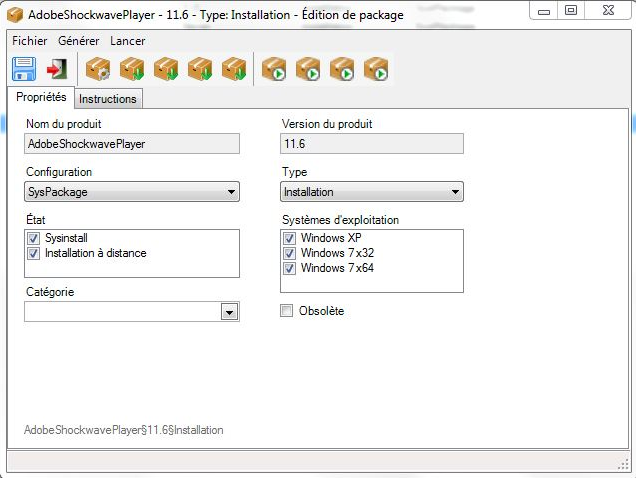 AdobeShockwavePlayer - 11.6 - Type: Installation - Édition de package
Fichier Générer Lancer
Propriétés Instructions
Nom du produit Version du produit
AdobeShockwavePlayer 11.6
Configuration Type
SysPackage Installation
État Systèmes d'exploitation
Sysinstall Windows XP
Installation à distance Windows 7x32
Windows 7x64
Catégorie Obsolète
AdobeShockwavePlayer§11.6§Installation